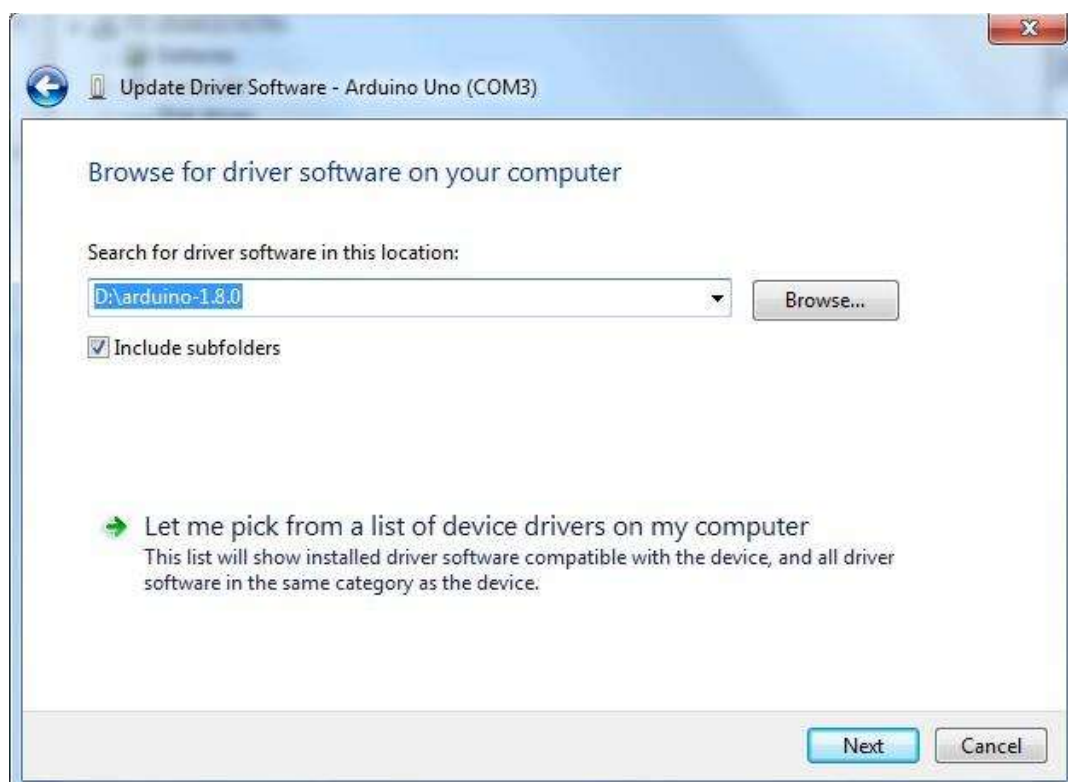 Update Driver Software - Arduino Uno (COM3)
Browse for driver software on your computer
Search for driver software in this location:
D:\arduino-1.8.0
Browse...
Include subfolders
Let me pick from a list of device drivers on my computer
This list will show installed driver software compatible with the device, and all driver
software in the same category as the device.
Next
Cancel